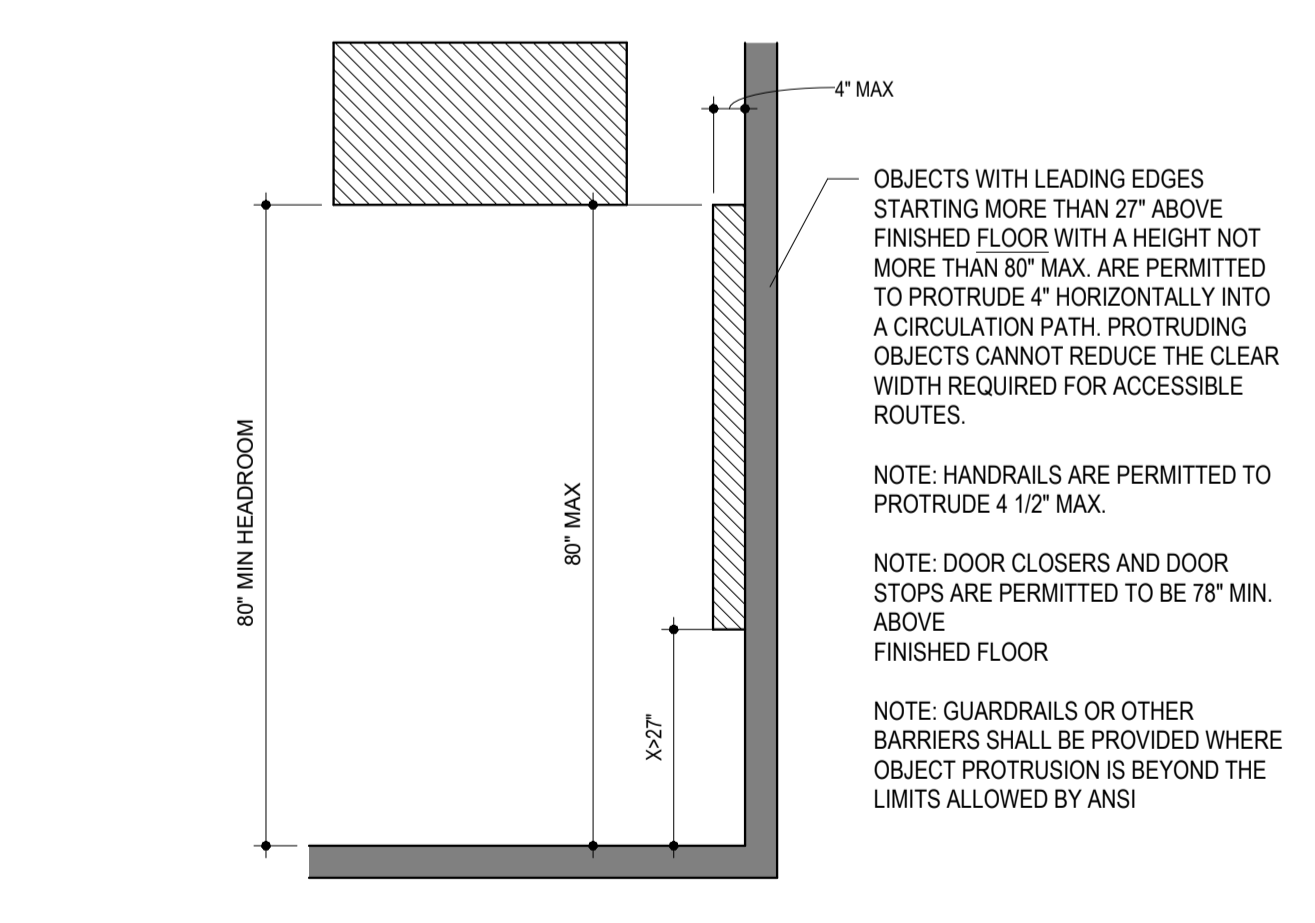 4" MAX
OBJECTS WITH LEADING EDGES
STARTING MORE THAN 27" ABOVE
FINISHED FLOOR WITH A HEIGHT NOT
MORE THAN 80" MAX. ARE PERMITTED
TO PROTRUDE 4" HORIZONTALLY INTO
A CIRCULATION PATH. PROTRUDING
OBJECTS CANNOT REDUCE THE CLEAR
WIDTH REQUIRED FOR ACCESSIBLE
ROUTES.
NOTE: HANDRAILS ARE PERMITTED TO
PROTRUDE 4 1/2" MAX.
NOTE: DOOR CLOSERS AND DOOR
STOPS ARE PERMITTED TO BE 78" MIN.
ABOVE
FINISHED FLOOR
NOTE: GUARDRAILS OR OTHER
BARRIERS SHALL BE PROVIDED WHERE
OBJECT PROTRUSION IS BEYOND THE
LIMITS ALLOWED BY ANSI
80" MIN HEADROOM
80" MAX
X>27"